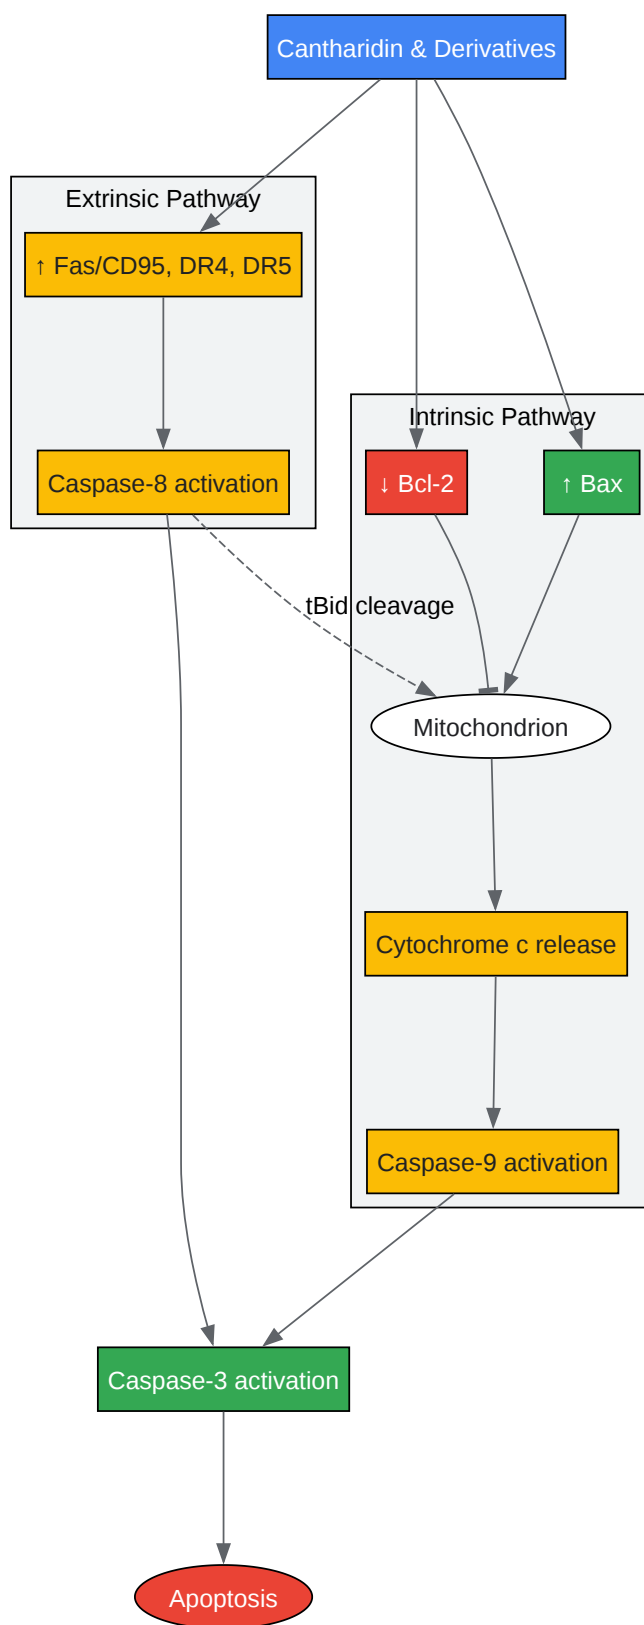 Cantharidin & Derivatives
Extrinsic Pathway
↑ Fas/CD95, DR4, DR5
Caspase-8 activation
Intrinsic Pathway
↓ Bcl-2
↑ Bax
tBid cleavage
Mitochondrion
Cytochrome c release
Caspase-9 activation
Caspase-3 activation
Apoptosis